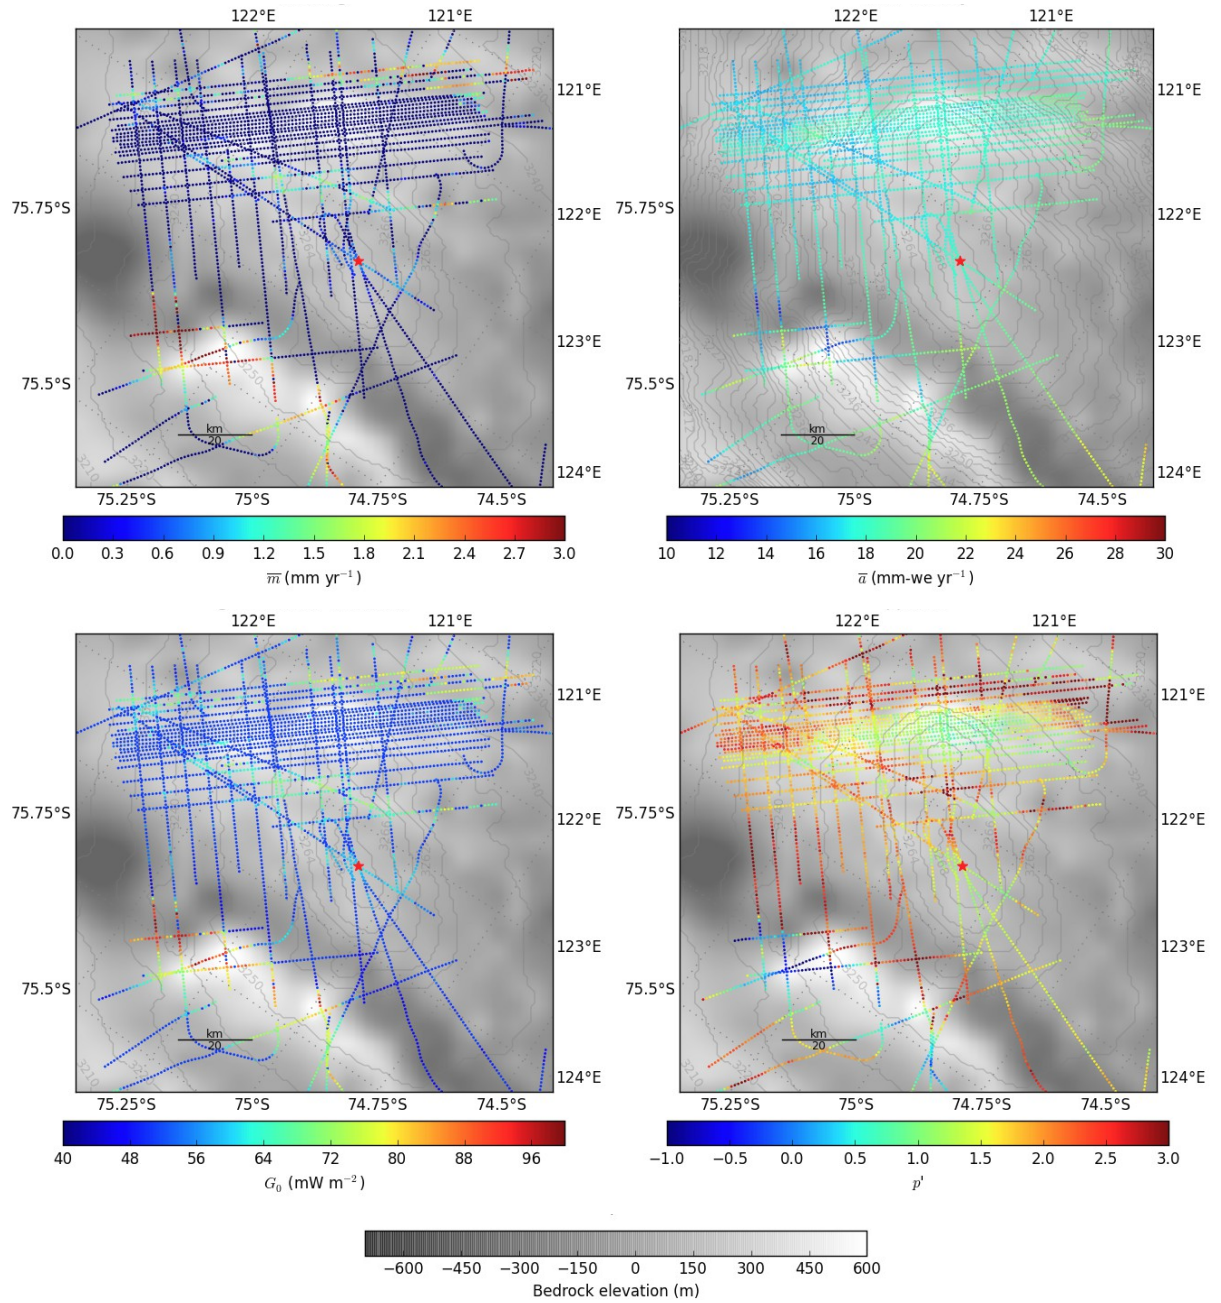 122°E 121°E 122°E 121°E
121°E 121°E
75.75°S 122°E 75.75°S 122°E
3250
123°E 123°E
75.5°S 75.5°S
km km
20 20
3210
124°E 124°E
75.25°S 75°S 74.75°S 74.5°S 75.25°S 75°S 74.75°S 74.5°S
0.0 0.3 0.6 0.9 1.2 1.5 1.8 2.1 2.4 2.7 3.0 10 12 14 16 18 20 22 24 26 28 30
m̅ (mm yr⁻¹) a̅ (mm-we yr⁻¹)
122°E 121°E 122°E 121°E
121°E 121°E
75.75°S 122°E 75.75°S 122°E
3250 3250
123°E 123°E
75.5°S 75.5°S
km km
20 20
3210 3210
124°E 124°E
75.25°S 75°S 74.75°S 74.5°S 75.25°S 75°S 74.75°S 74.5°S
40 48 56 64 72 80 88 96 −1.0 −0.5 0.0 0.5 1.0 1.5 2.0 2.5 3.0
G₀ (mW m⁻²) p'
−600 −450 −300 −150 0 150 300 450 600
Bedrock elevation (m)